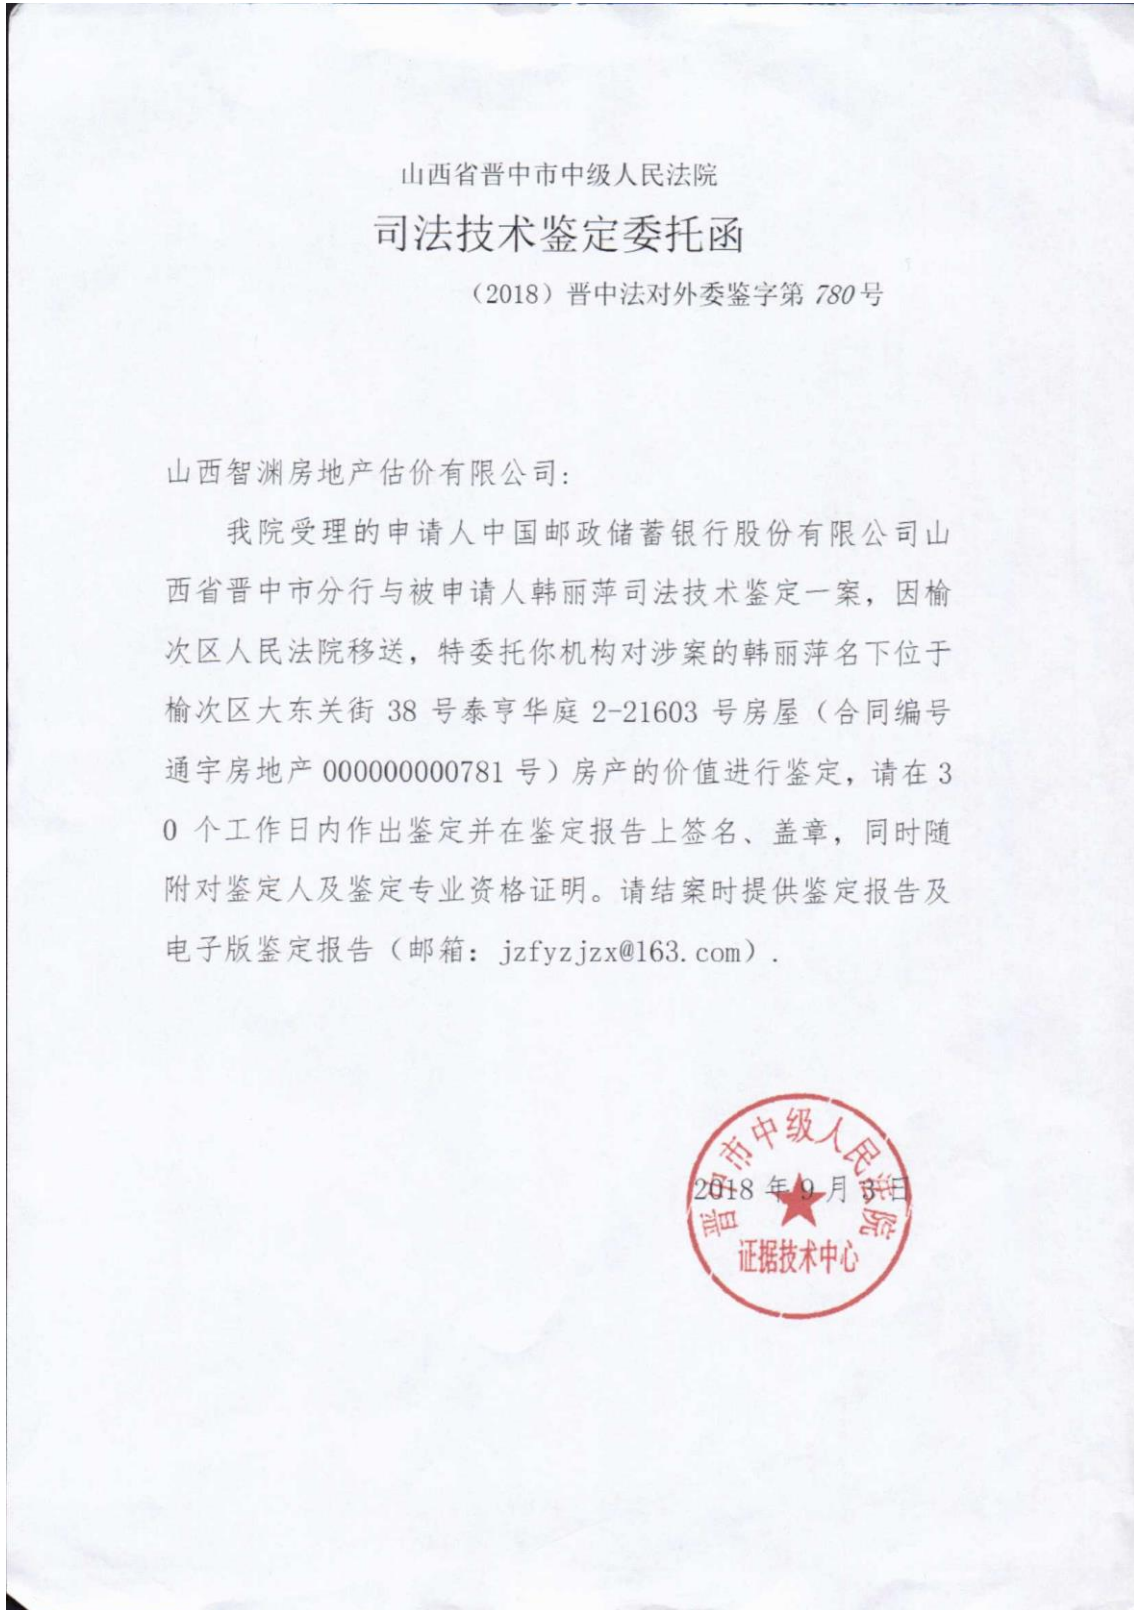 山西省晋中市中级人民法院
司法技术鉴定委托函
（2018）晋中法对外委鉴字第 780号
山西智渊房地产估价有限公司:
我院受理的申请人中国邮政储蓄银行股份有限公司山
西省晋中市分行与被申请人韩丽萍司法技术鉴定一案，因榆
次区人民法院移送，特委托你机构对涉案的韩丽萍名下位于
榆次区大东关街 38 号泰亨华庭 2-21603 号房屋（合同编号
通宇房地产 000000000781 号）房产的价值进行鉴定，请在 3
0 个工作日内作出鉴定并在鉴定报告上签名、盖章，同时随
附对鉴定人及鉴定专业资格证明。请结案时提供鉴定报告及
电子版鉴定报告（邮箱：jzfyzjzx@163.com）.
晋中市中级人民法院
2018 年 9 月 3 日
证据技术中心